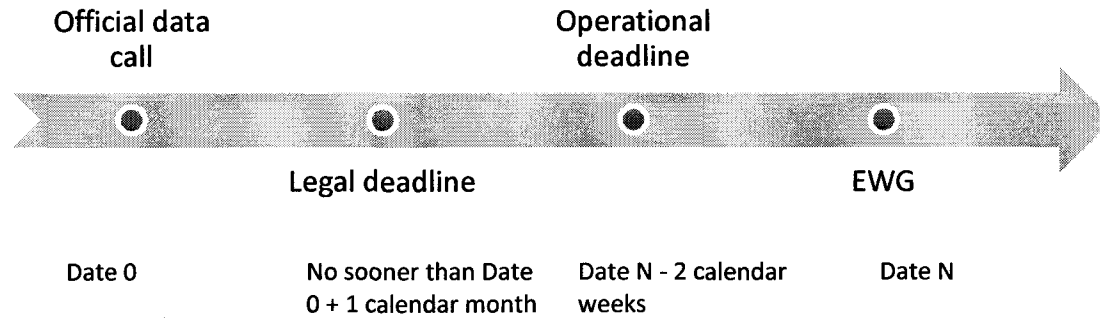 Official data
call
Operational
deadline
Legal deadline
EWG
Date 0
No sooner than Date
0 + 1 calendar month
Date N - 2 calendar
weeks
Date N